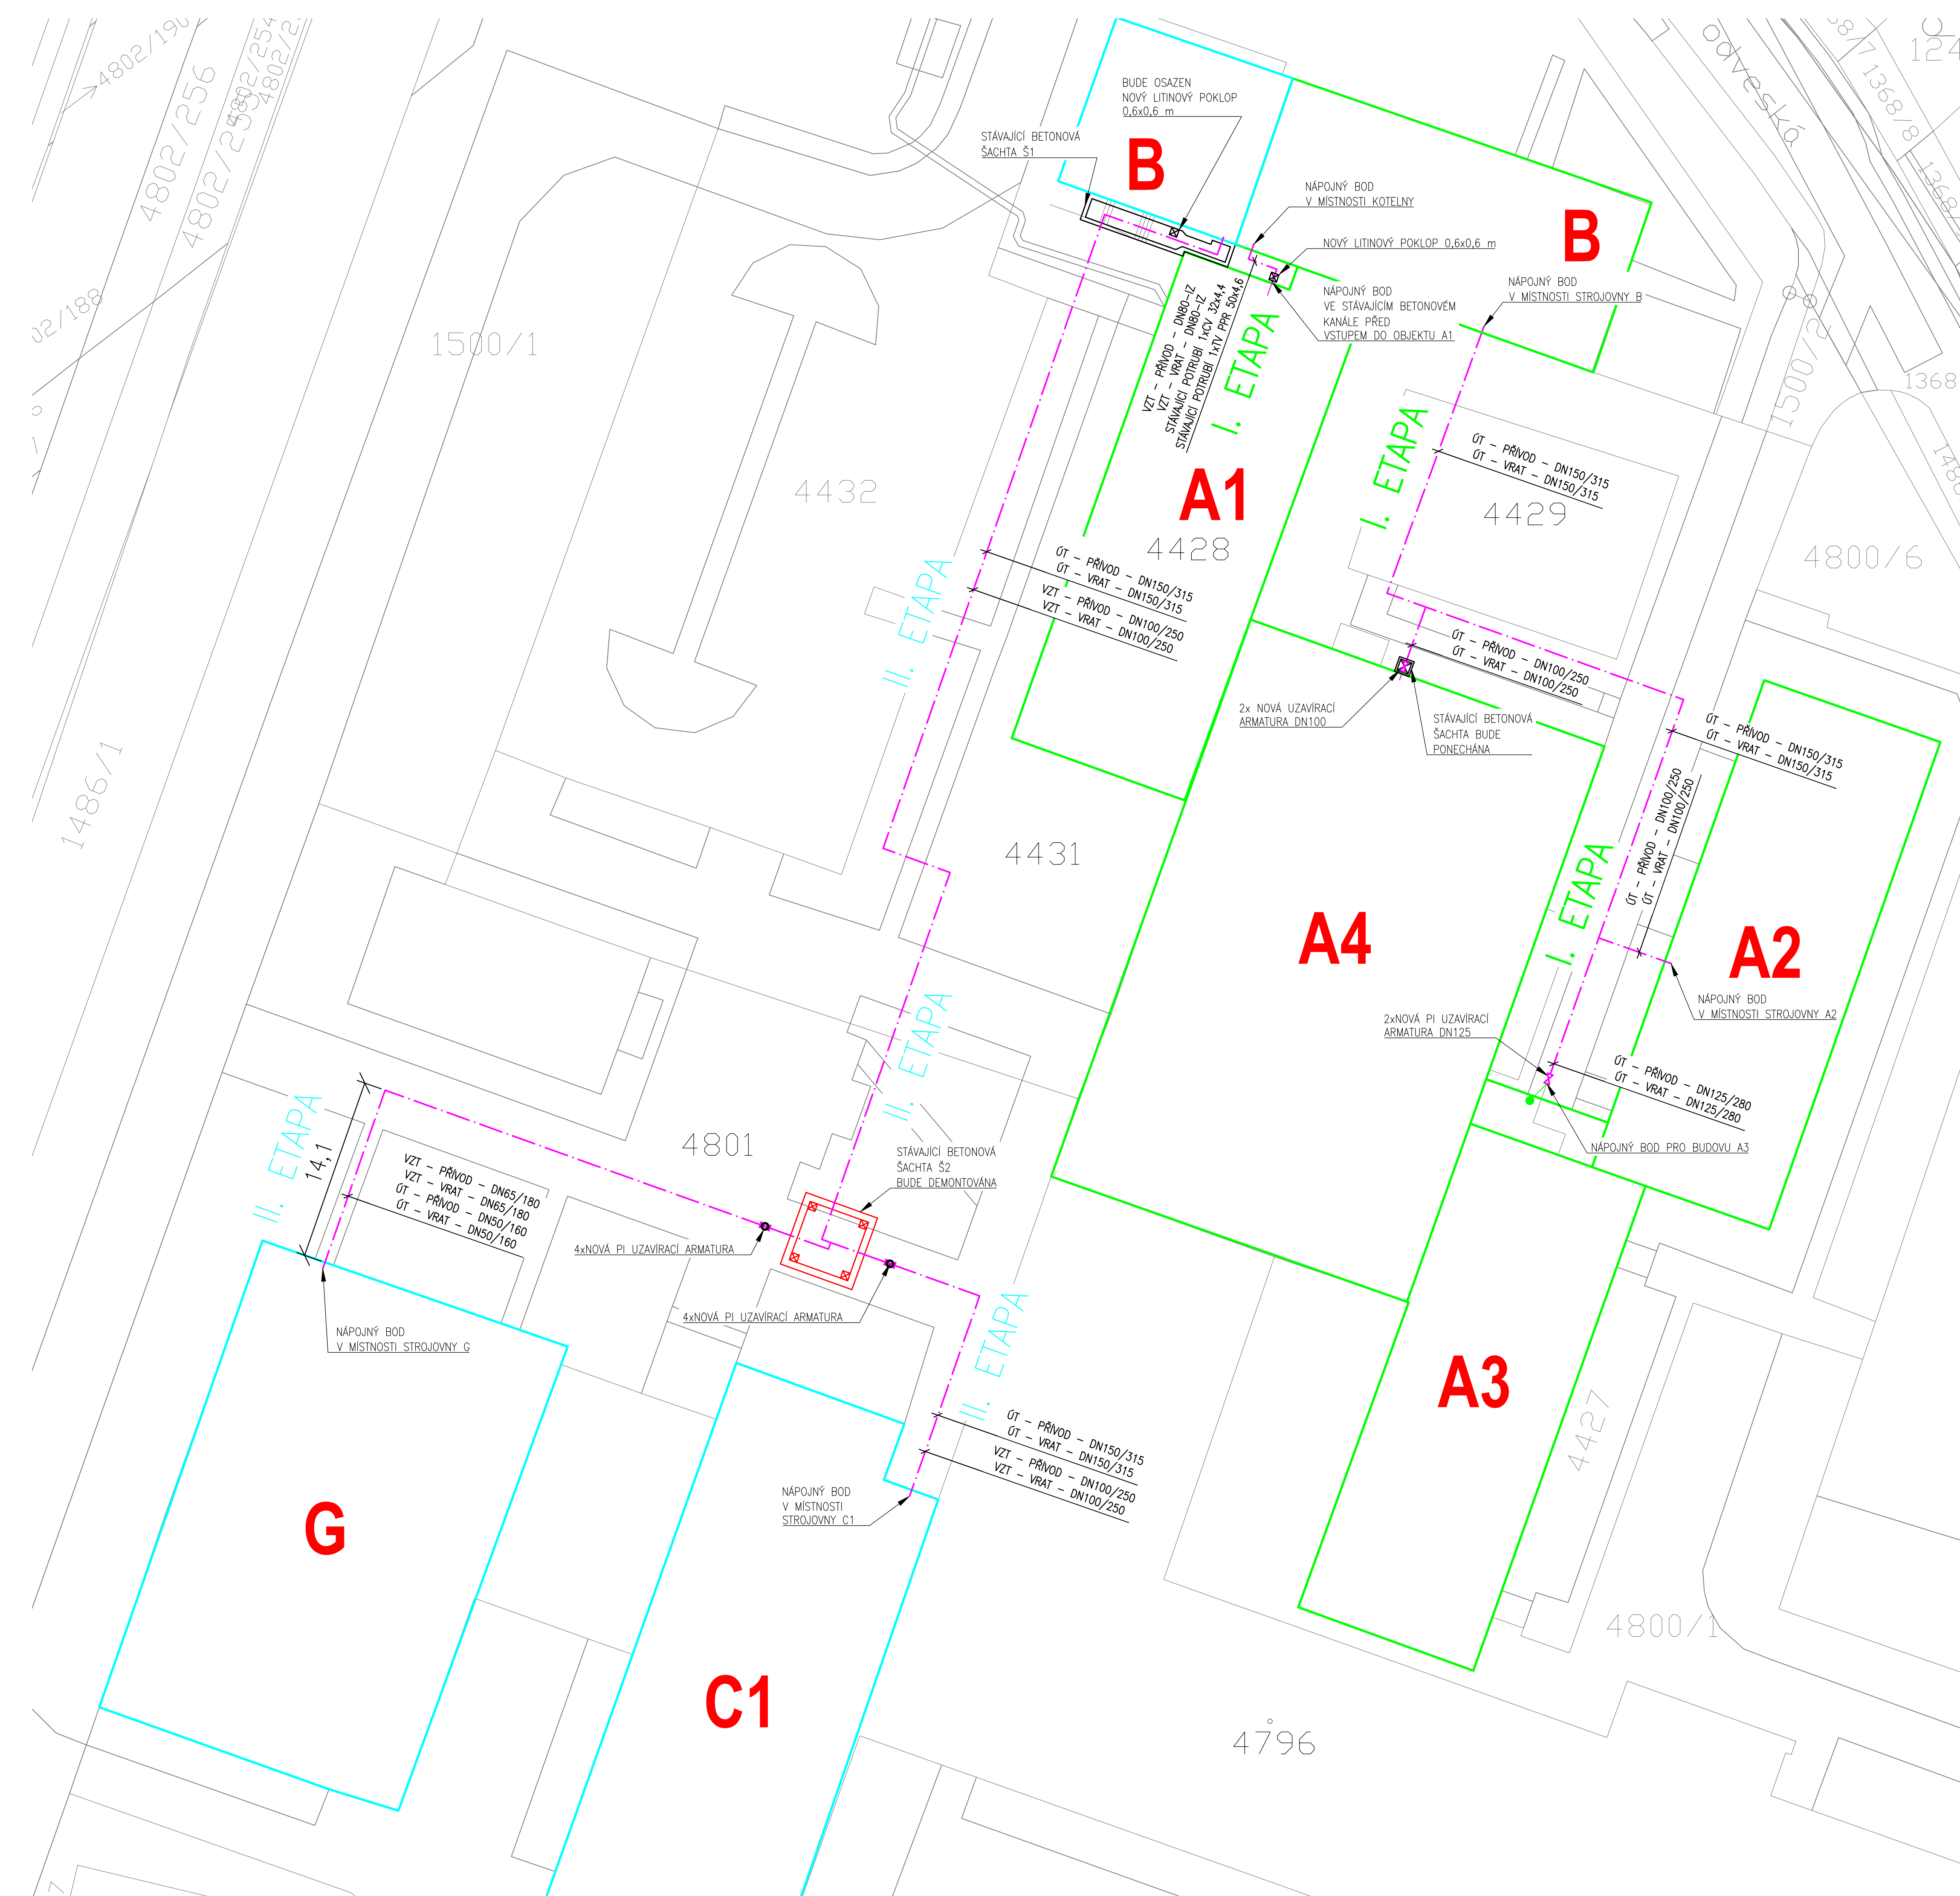 4802/190
4802/256
4802/255
1500/1
4432
1486/1
BUDE OSAZEN
NOVÝ LITINOVÝ POKLOP
0,6x0,6 m
STÁVAJÍCÍ BETONOVÁ
ŠACHTA Š1
B
NÁPOJNÝ BOD
V MÍSTNOSTI KOTELNY
B
NOVÝ LITINOVÝ POKLOP 0,6x0,6 m
NÁPOJNÝ BOD
VE STÁVAJÍCÍM BETONOVÉM
KANÁLE PŘED
VSTUPEM DO OBJEKTU A1
NÁPOJNÝ BOD
V MÍSTNOSTI STROJOVNY B
VZT – PŘÍVOD – DN80–IZ
VZT – VRAT – DN80–IZ
STÁVAJÍCÍ POTRUBÍ 1xCV 32x4,4
STÁVAJÍCÍ POTRUBÍ 1xTV PPR 50x4,6
I. ETAPA
A1
4428
I. ETAPA
ÚT – PŘÍVOD – DN150/315
ÚT – VRAT – DN150/315
4429
1368/7
1368/8
1368
1500/2
4800/6
II. ETAPA
ÚT – PŘÍVOD – DN150/315
ÚT – VRAT – DN150/315
VZT – PŘÍVOD – DN100/250
VZT – VRAT – DN100/250
ÚT – PŘÍVOD – DN100/250
ÚT – VRAT – DN100/250
2x NOVÁ UZAVÍRACÍ
ARMATURA DN100
STÁVAJÍCÍ BETONOVÁ
ŠACHTA BUDE
PONECHÁNA
ÚT – PŘÍVOD – DN150/315
ÚT – VRAT – DN150/315
ÚT – PŘÍVOD – DN100/250
ÚT – VRAT – DN100/250
4431
A4
I. ETAPA
A2
NÁPOJNÝ BOD
V MÍSTNOSTI STROJOVNY A2
2xNOVÁ PI UZAVÍRACÍ
ARMATURA DN125
ÚT – PŘÍVOD – DN125/280
ÚT – VRAT – DN125/280
NÁPOJNÝ BOD PRO BUDOVU A3
II. ETAPA
II. ETAPA
14,1
4801
VZT – PŘÍVOD – DN65/180
VZT – VRAT – DN65/180
ÚT – PŘÍVOD – DN50/160
ÚT – VRAT – DN50/160
STÁVAJÍCÍ BETONOVÁ
ŠACHTA Š2
BUDE DEMONTOVÁNA
4xNOVÁ PI UZAVÍRACÍ ARMATURA
4xNOVÁ PI UZAVÍRACÍ ARMATURA
NÁPOJNÝ BOD
V MÍSTNOSTI STROJOVNY G
II. ETAPA
A3
4427
ÚT – PŘÍVOD – DN150/315
ÚT – VRAT – DN150/315
VZT – PŘÍVOD – DN100/250
VZT – VRAT – DN100/250
NÁPOJNÝ BOD
V MÍSTNOSTI
STROJOVNY C1
G
C1
4800/1
4796